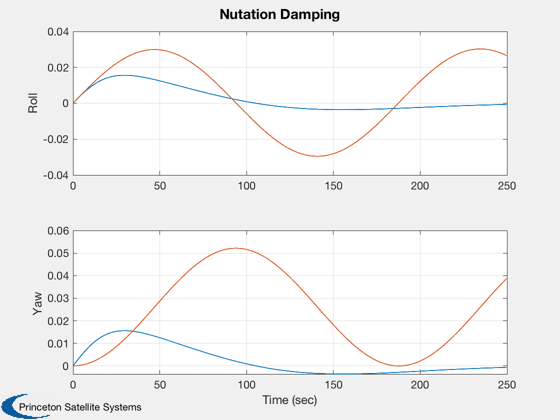 Nutation Damping
0.04
0.02
0
-0.02
-0.04
Roll
0 50 100 150 200 250
0.06
0.05
0.04
0.03
0.02
0.01
0
Yaw
0 50 100 150 200 250
Time (sec)
Princeton Satellite Systems